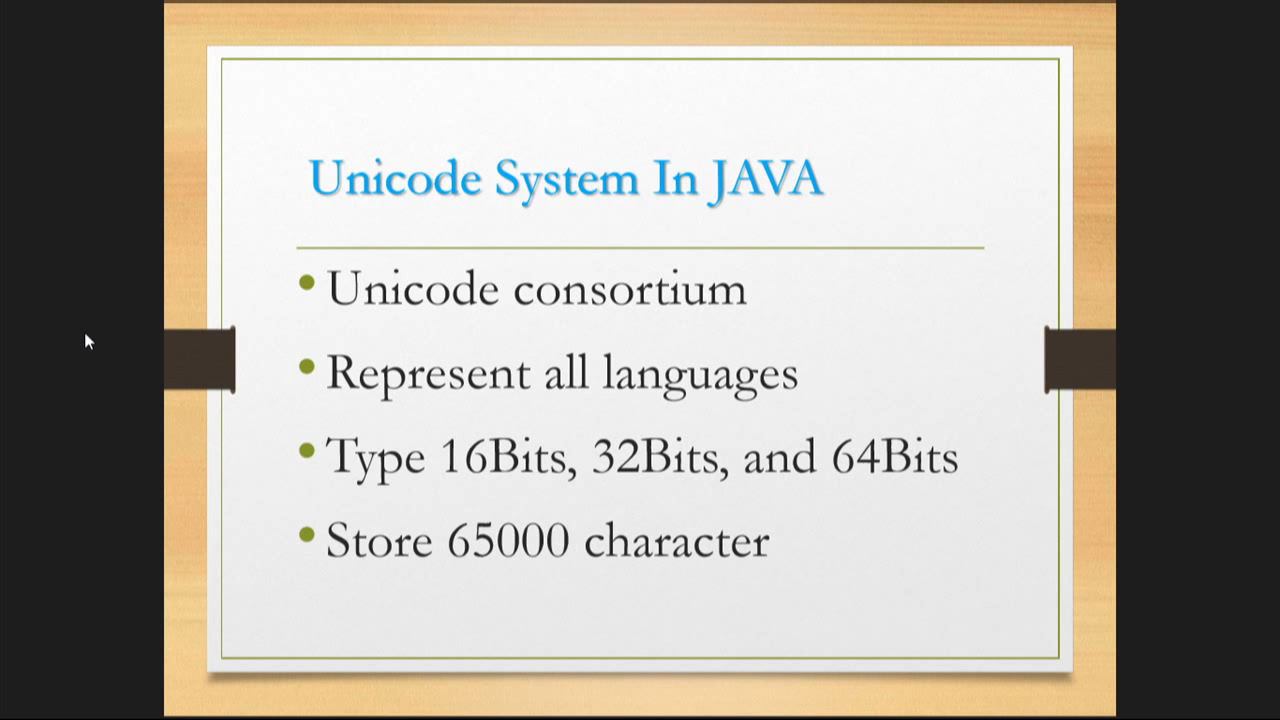 Unicode System In JAVA
• Unicode consortium
• Represent all languages
• Type 16Bits, 32Bits, and 64Bits
• Store 65000 character